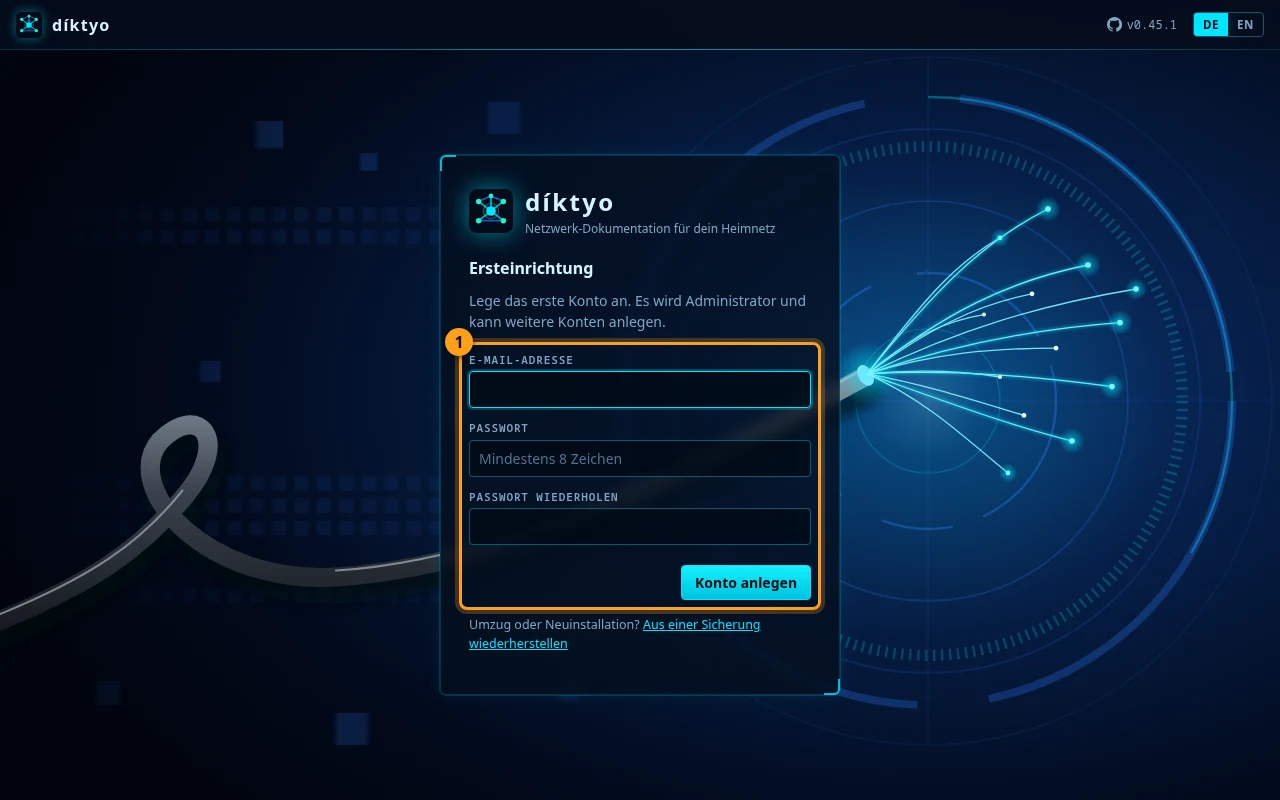 díktyo
v0.45.1
DE
EN
díktyo
Netzwerk-Dokumentation für dein Heimnetz
Ersteinrichtung
Lege das erste Konto an. Es wird Administrator und
kann weitere Konten anlegen.
1
E-MAIL-ADRESSE
PASSWORT
Mindestens 8 Zeichen
PASSWORT WIEDERHOLEN
Konto anlegen
Umzug oder Neuinstallation? Aus einer Sicherung
wiederherstellen